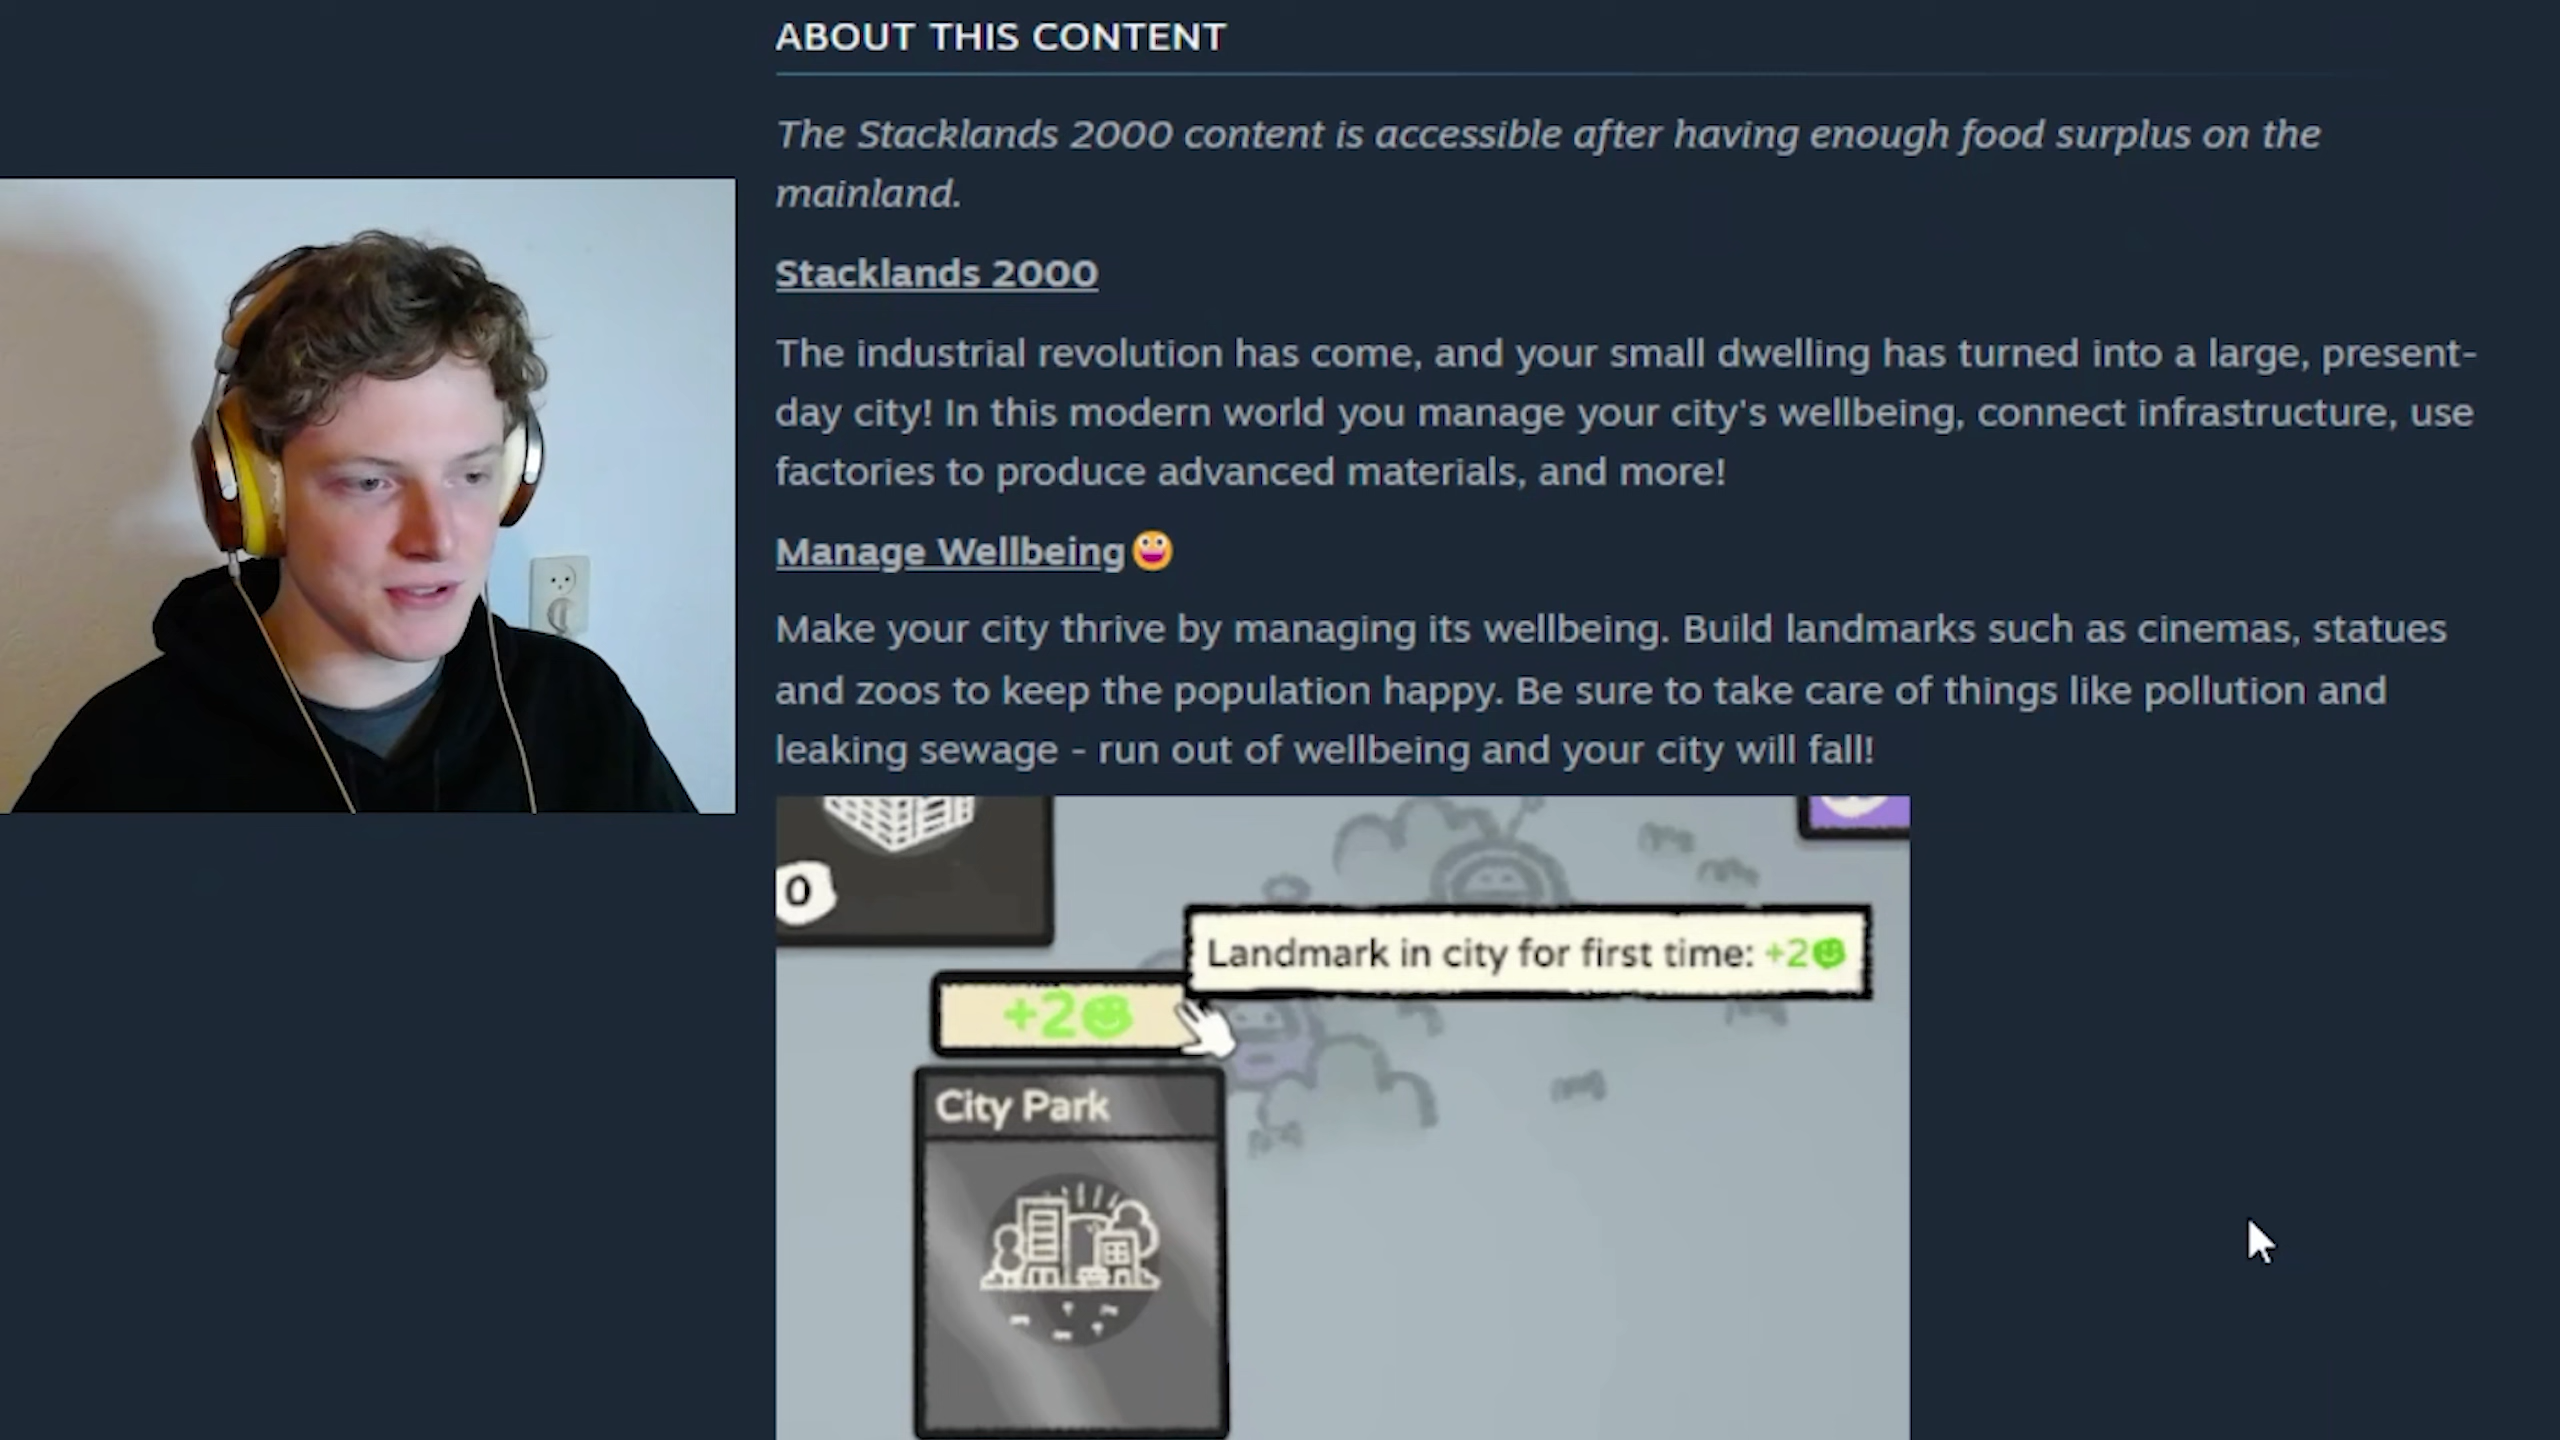 ABOUT THIS CONTENT
The Stacklands 2000 content is accessible after having enough food surplus on the
mainland.
Stacklands 2000
The industrial revolution has come, and your small dwelling has turned into a large, present-
day city! In this modern world you manage your city's wellbeing, connect infrastructure, use
factories to produce advanced materials, and more!
Manage Wellbeing
Make your city thrive by managing its wellbeing. Build landmarks such as cinemas, statues
and zoos to keep the population happy. Be sure to take care of things like pollution and
leaking sewage - run out of wellbeing and your city will fall!
0
Landmark in city for first time: +2
+2
City Park